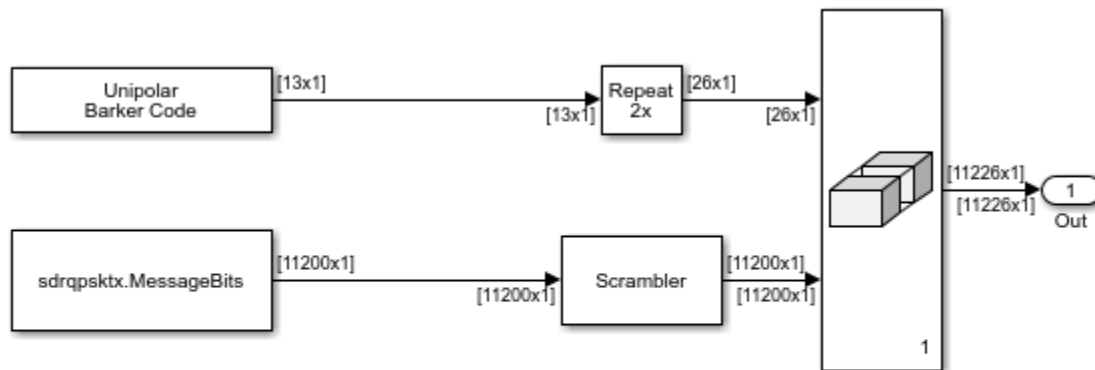 Unipolar
Barker Code
[13x1]
[13x1]
Repeat
2x
[26x1]
[26x1]
sdrqpsktx.MessageBits
[11200x1]
[11200x1]
Scrambler
[11200x1]
[11200x1]
1
[11226x1]
[11226x1]
1
Out